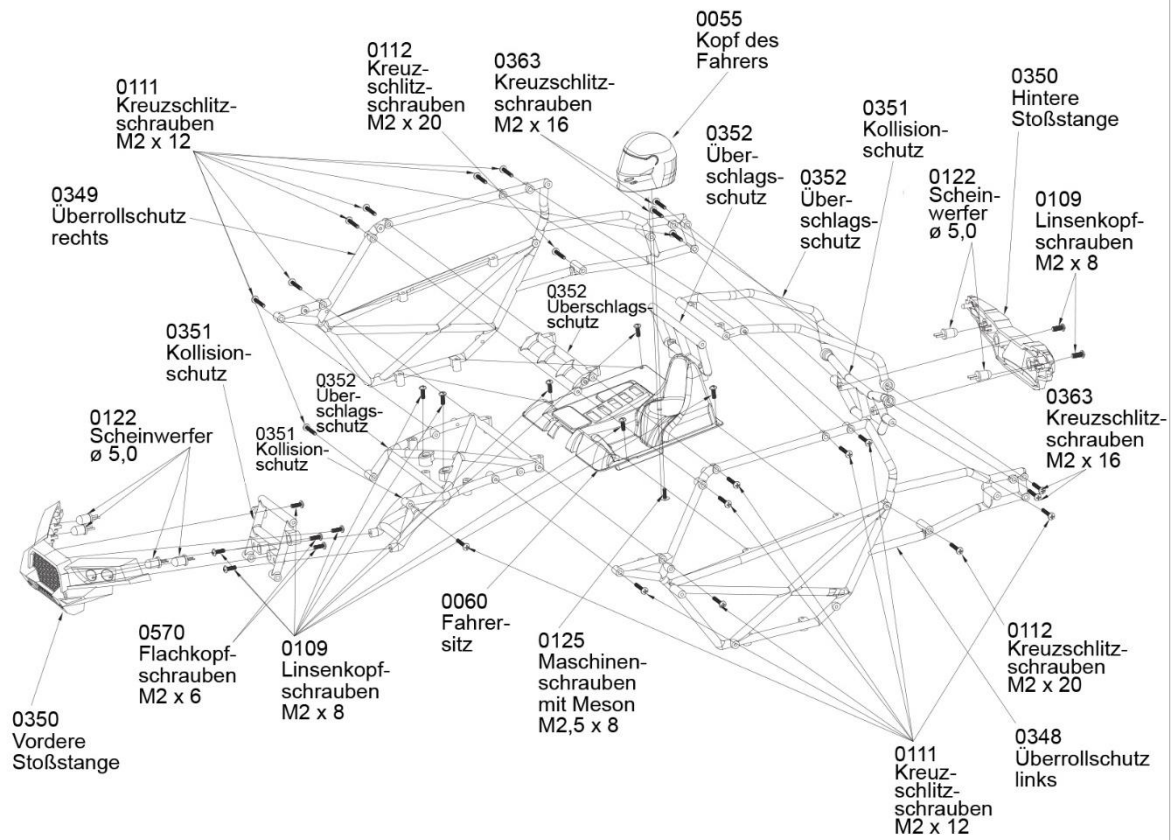 0055
Kopf des
Fahrers
0112
Kreuz-
schlitz-
schrauben
M2 x 20
0363
Kreuzschlitz-
schrauben
M2 x 16
0350
Hintere
Stoßstange
0111
Kreuzschlitz-
schrauben
M2 x 12
0351
Kollision-
schutz
0352
Über-
schlags-
schutz
0352
Über-
schlags-
schutz
0122
Schein-
werfer
ø 5,0
0109
Linsenkopf-
schrauben
M2 x 8
0349
Überrollschutz
rechts
0352
Überschlags-
schutz
0351
Kollision-
schutz
0352
Über-
schlags-
schutz
0363
Kreuzschlitz-
schrauben
M2 x 16
0122
Scheinwerfer
ø 5,0
0351
Kollision-
schutz
0060
Fahrer-
sitz
0125
Maschinen-
schrauben
mit Meson
M2,5 x 8
0570
Flachkopf-
schrauben
M2 x 6
0109
Linsenkopf-
schrauben
M2 x 8
0112
Kreuzschlitz-
schrauben
M2 x 20
0350
Vordere
Stoßstange
0111
Kreuz-
schlitz-
schrauben
M2 x 12
0348
Überrollschutz
links